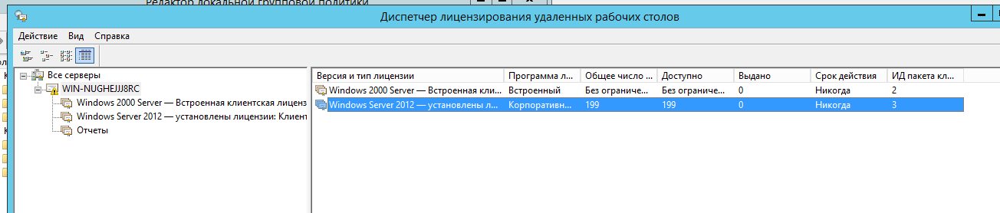 Редактор локальной групповой политики
Диспетчер лицензирования удаленных рабочих столов
Действие Вид Справка
Все серверы
WIN-NUGHEJJJ8RC
Windows 2000 Server — Встроенная клиентская лиценз
Windows Server 2012 — установлены лицензии: Клиент
Отчеты
Версия и тип лицензии Программа л... Общее число ... Доступно Выдано Срок действия ИД пакета кл...
Windows 2000 Server — Встроенная кли... Встроенный Без ограниче... Без ограниче... 0 Никогда 2
Windows Server 2012 — установлены л... Корпоративн... 199 199 0 Никогда 3